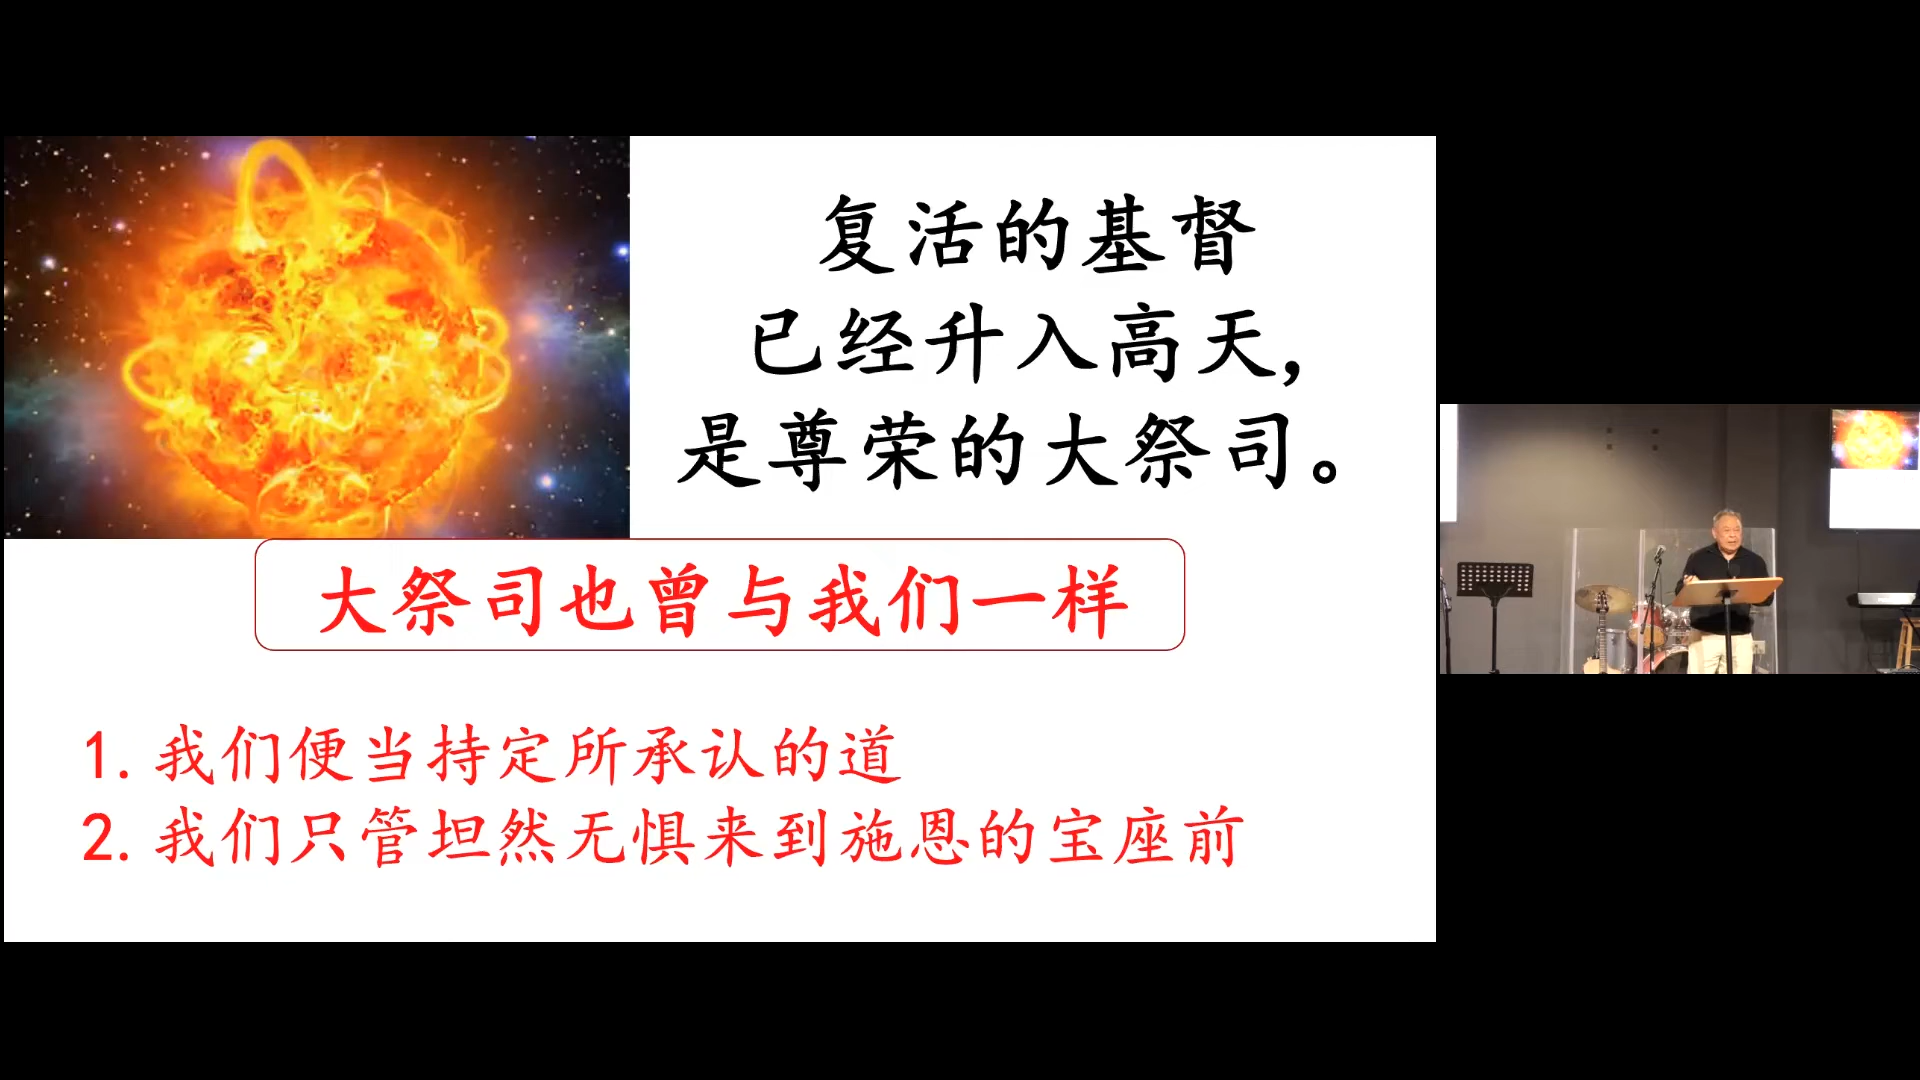 复活的基督
已经升入高天，
是尊荣的大祭司。
大祭司也曾与我们一样
1. 我们便当持定所承认的道
2. 我们只管坦然无惧来到施恩的宝座前